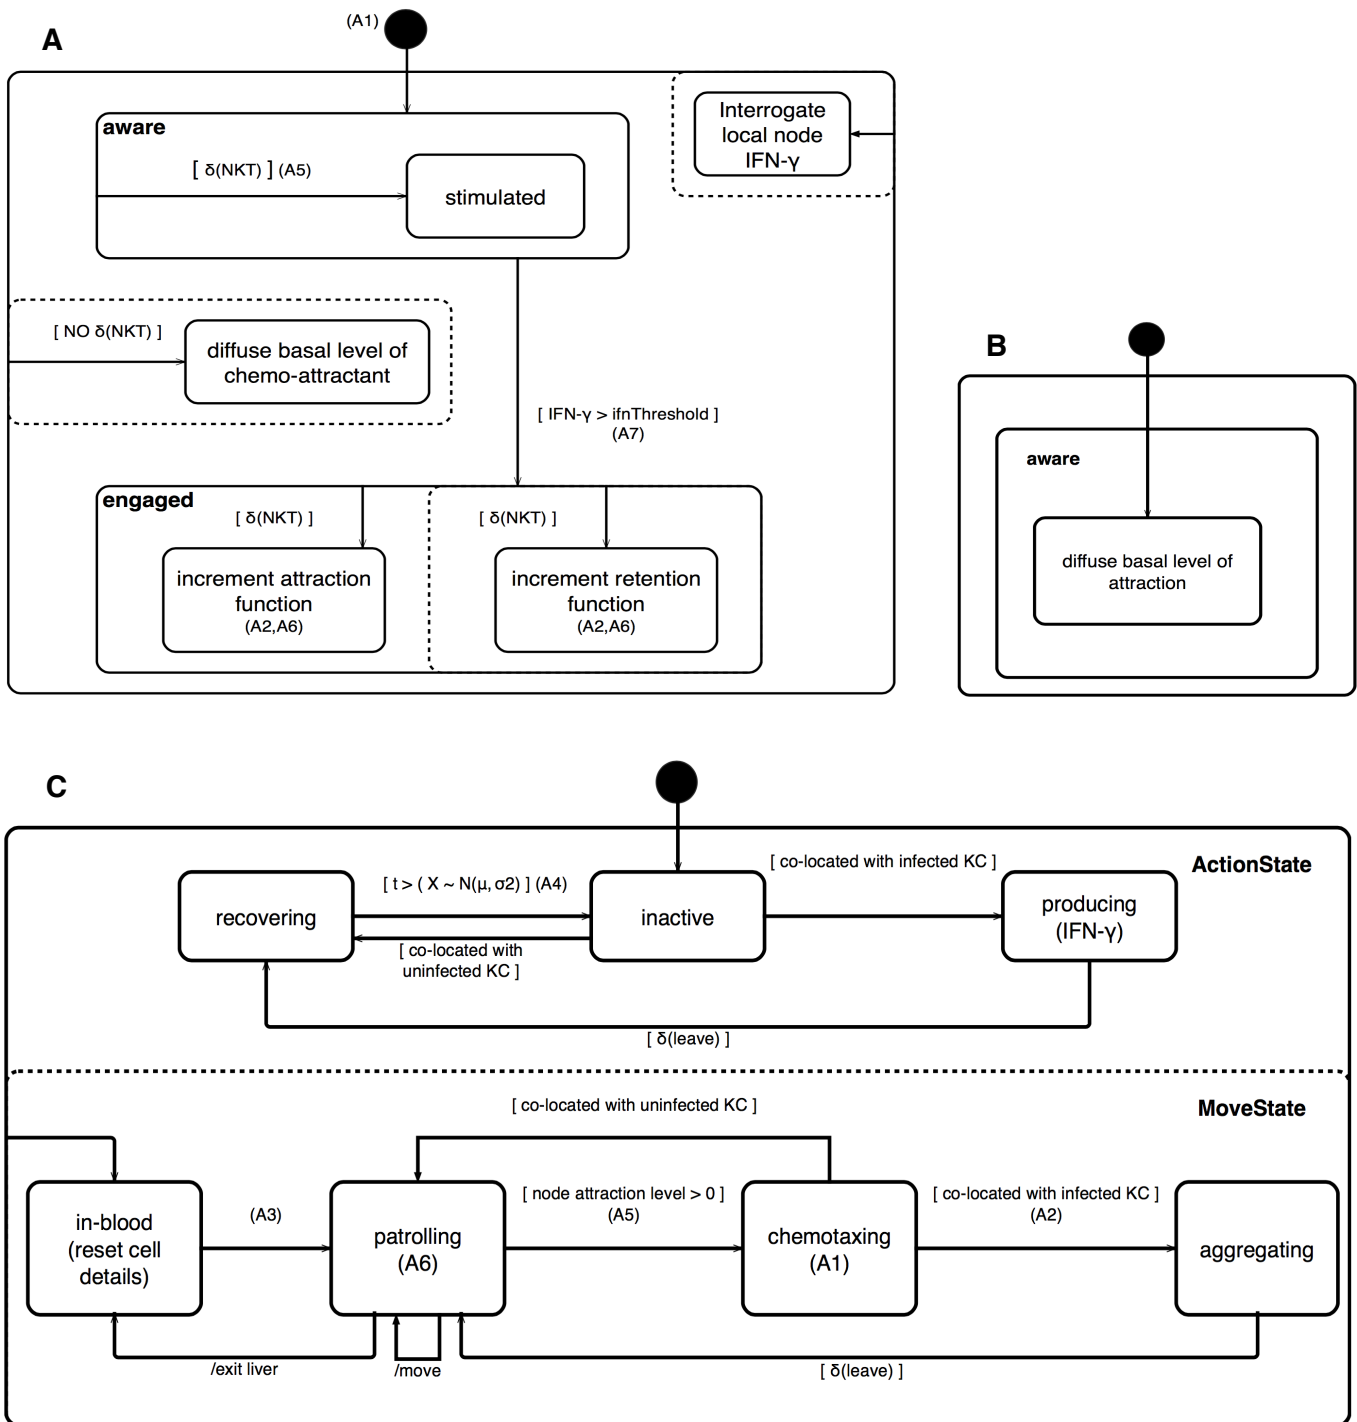 A
(A1)
aware
[ δ(NKT) ] (A5)
stimulated
Interrogate
local node
IFN-γ
[ NO δ(NKT) ]
diffuse basal level of
chemo-attractant
[ IFN-γ > ifnThreshold ]
(A7)
engaged
[ δ(NKT) ]
increment attraction
function
(A2,A6)
[ δ(NKT) ]
increment retention
function
(A2,A6)
B
aware
diffuse basal level of
attraction
C
ActionState
recovering
[ t > ( X ~ N(μ, σ2) ] (A4)
[ co-located with
uninfected KC ]
inactive
[ co-located with infected KC ]
producing
(IFN-γ)
[ δ(leave) ]
MoveState
[ co-located with uninfected KC ]
in-blood
(reset cell
details)
(A3)
patrolling
(A6)
[ node attraction level > 0 ]
(A5)
chemotaxing
(A1)
[ co-located with infected KC ]
(A2)
aggregating
/exit liver
/move
[ δ(leave) ]